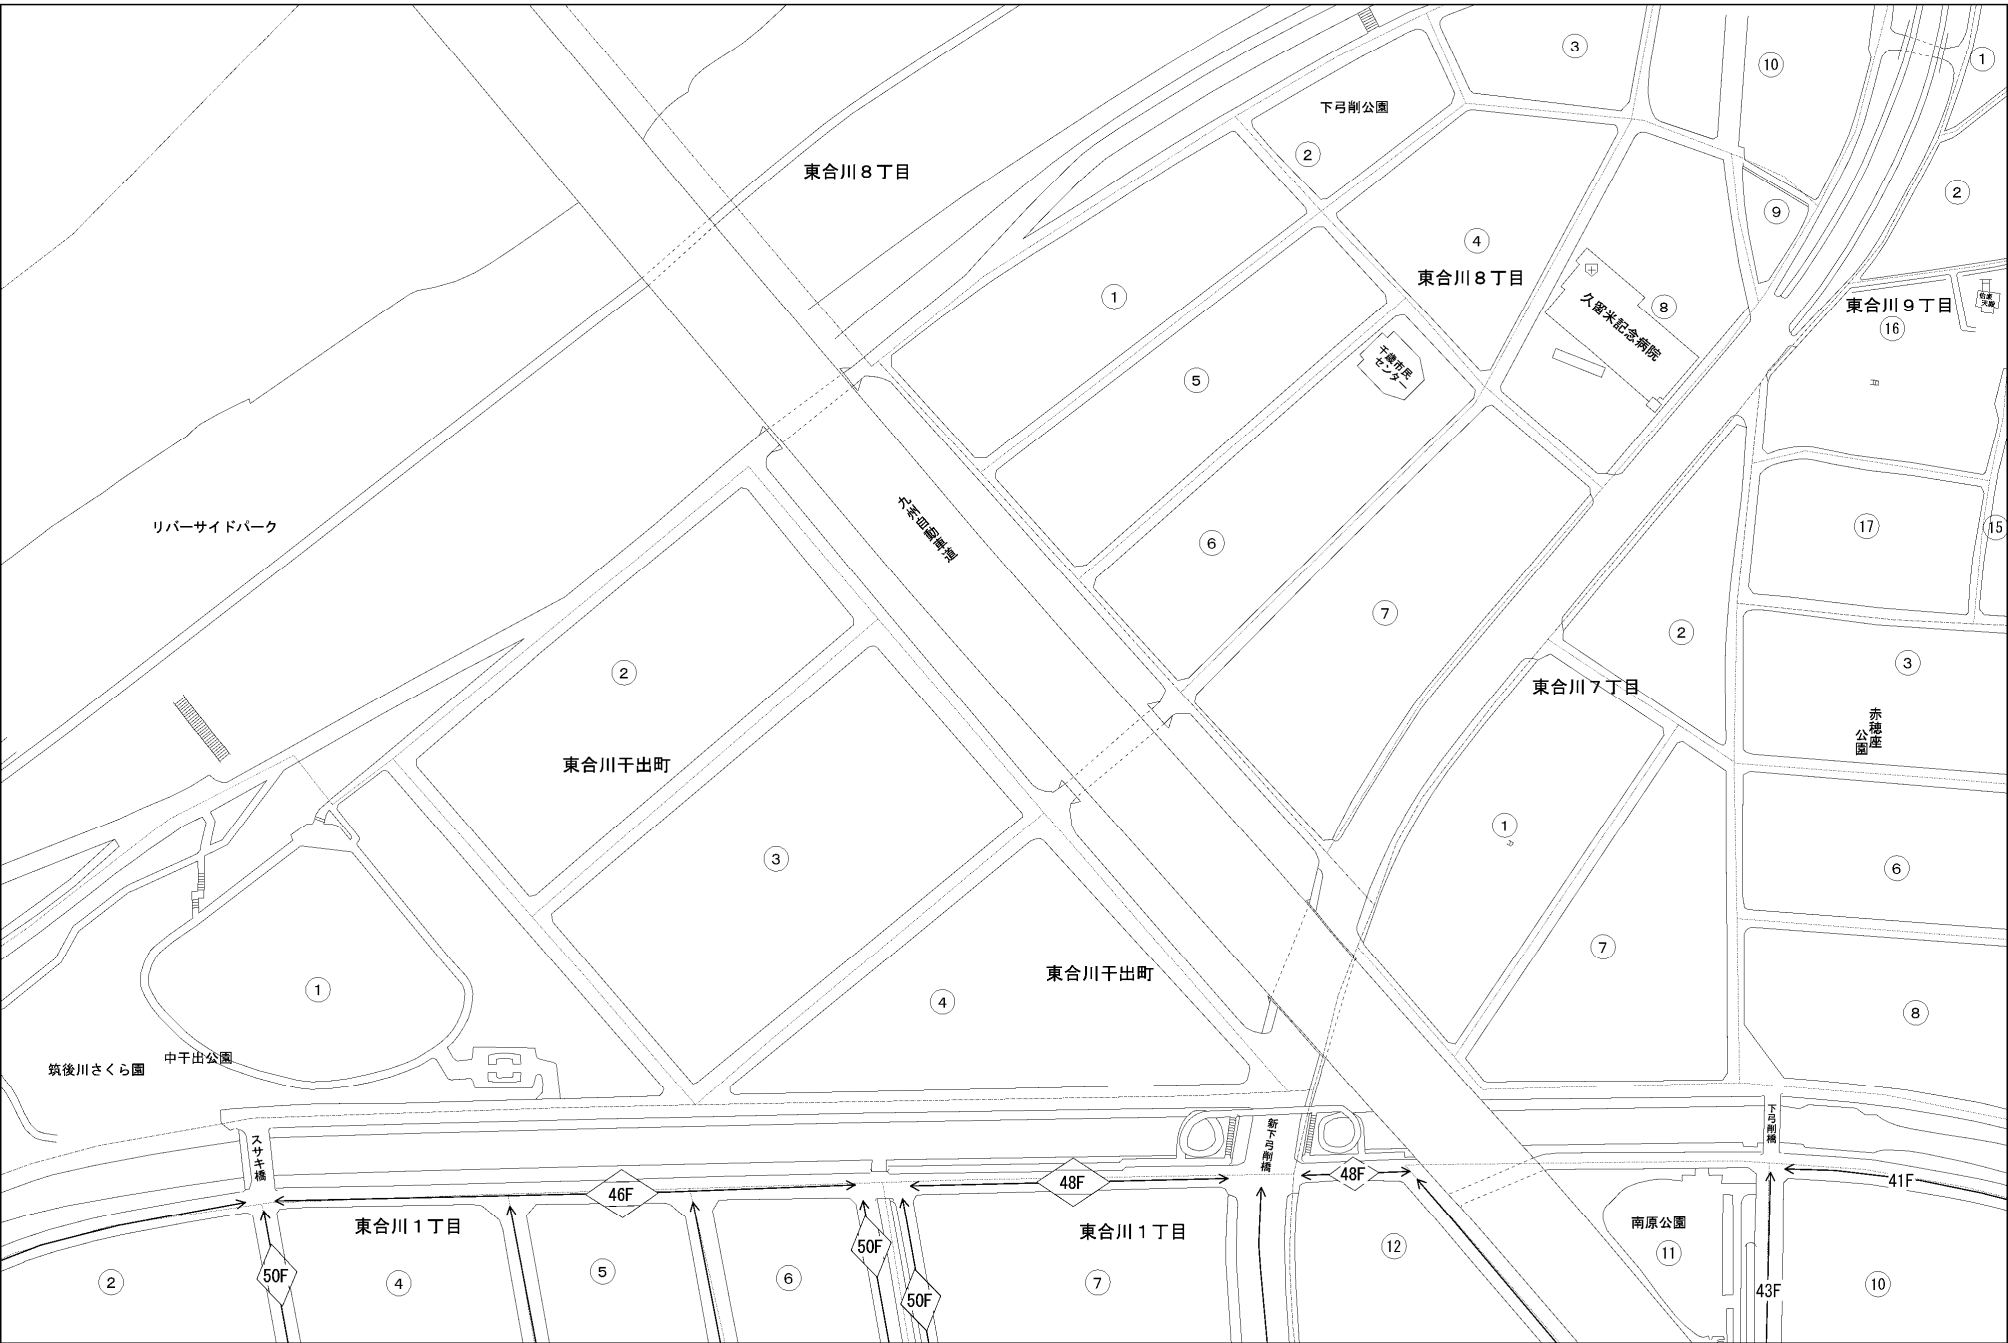 ③
⑩
①
下弓削公園
②
東合川８丁目
②
⑨
④
東合川８丁目
①
久留米記念病院
⑧
東合川９丁目
⑯
千歳市民
センター
⑤
九州自動車道
リバーサイドパーク
⑥
⑰
⑮
⑦
②
②
③
東合川７丁目
赤穂座
公園
東合川干出町
①
③
⑥
⑦
東合川干出町
①
④
⑧
中干出公園
筑後川さくら園
スサキ橋
新下弓削橋
下弓削橋
46F
48F
48F
41F
東合川１丁目
東合川１丁目
南原公園
50F
50F
50F
43F
②
④
⑤
⑥
⑦
⑫
⑪
⑩